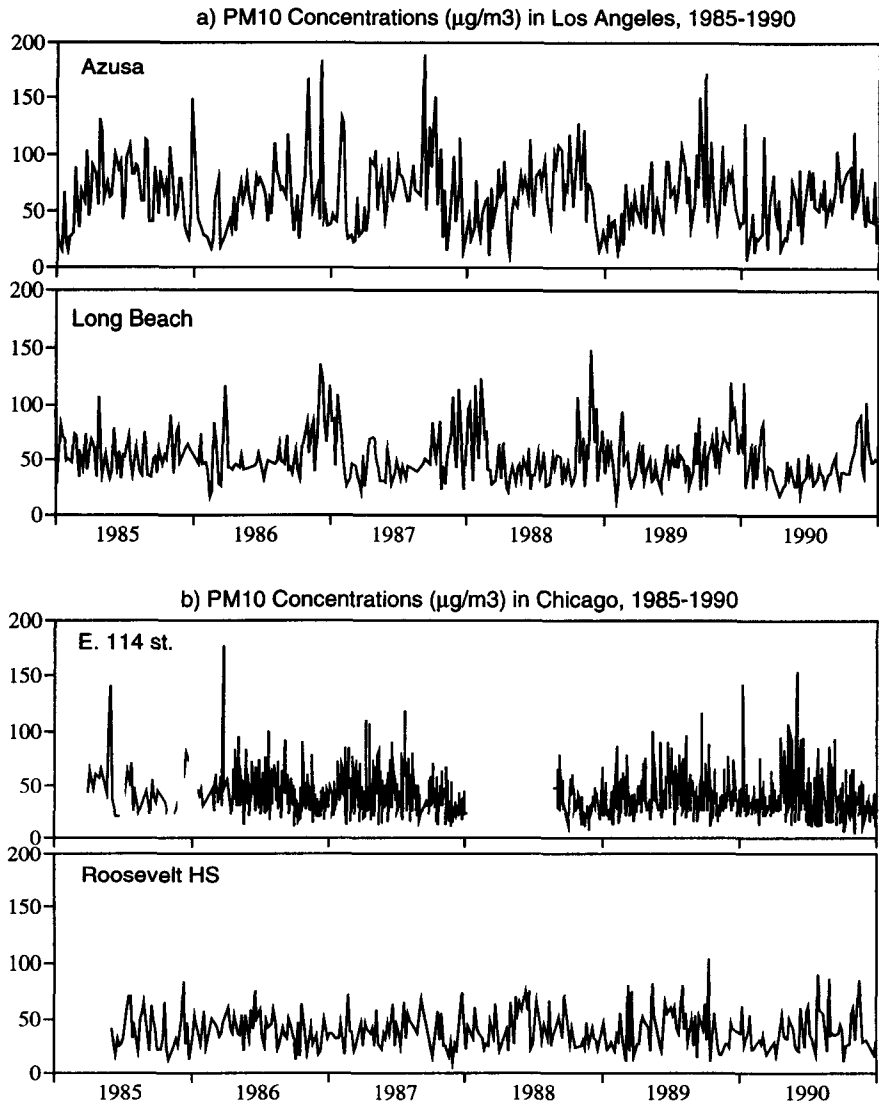 a) PM10 Concentrations (µg/m3) in Los Angeles, 1985-1990
200
Azusa
150
100
50
0
200
Long Beach
150
100
50
0
1985 1986 1987 1988 1989 1990
b) PM10 Concentrations (µg/m3) in Chicago, 1985-1990
200
E. 114 st.
150
100
50
0
200
Roosevelt HS
150
100
50
0
1985 1986 1987 1988 1989 1990